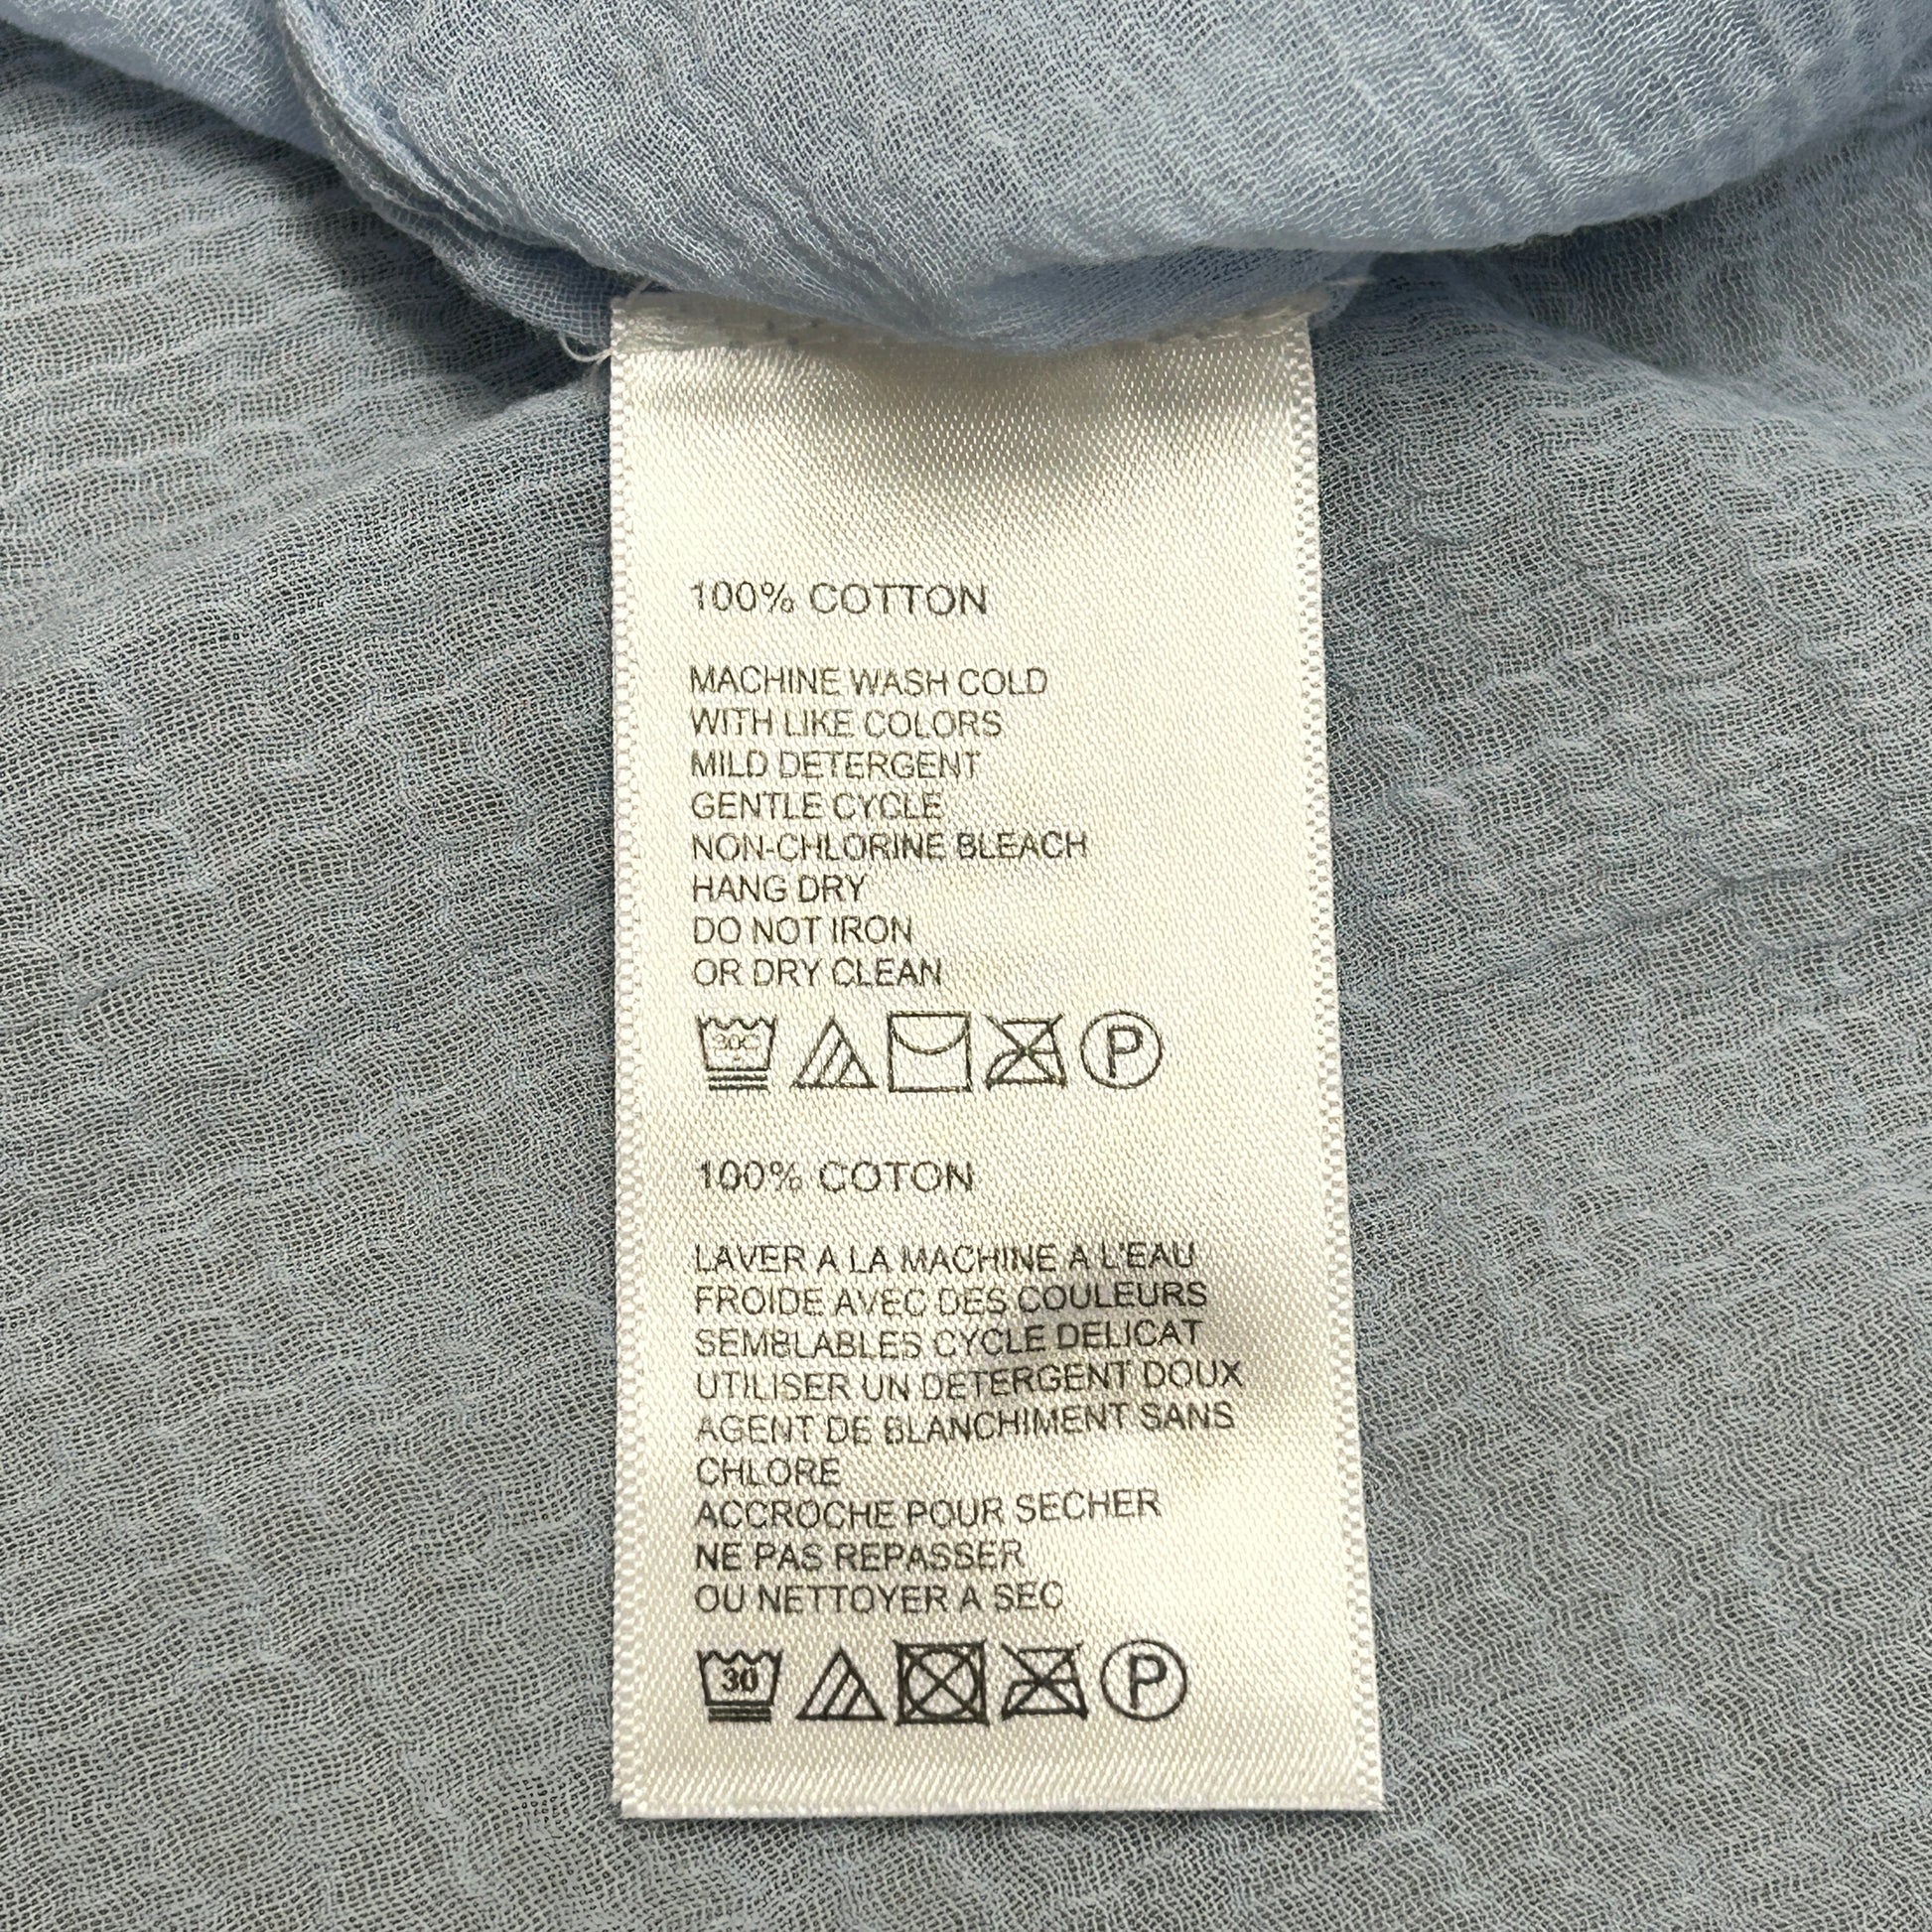 100% COTTON
MACHINE WASH COLD
WITH LIKE COLORS
MILD DETERGENT
GENTLE CYCLE
NON-CHLORINE BLEACH
HANG DRY
DO NOT IRON
OR DRY CLEAN
30C P
100% COTON
LAVER A LA MACHINE A L'EAU
FROIDE AVEC DES COULEURS
SEMBLABLES CYCLE DELICAT
UTILISER UN DETERGENT DOUX
AGENT DE BLANCHIMENT SANS
CHLORE
ACCROCHE POUR SECHER
NE PAS REPASSER
OU NETTOYER A SEC
30 P